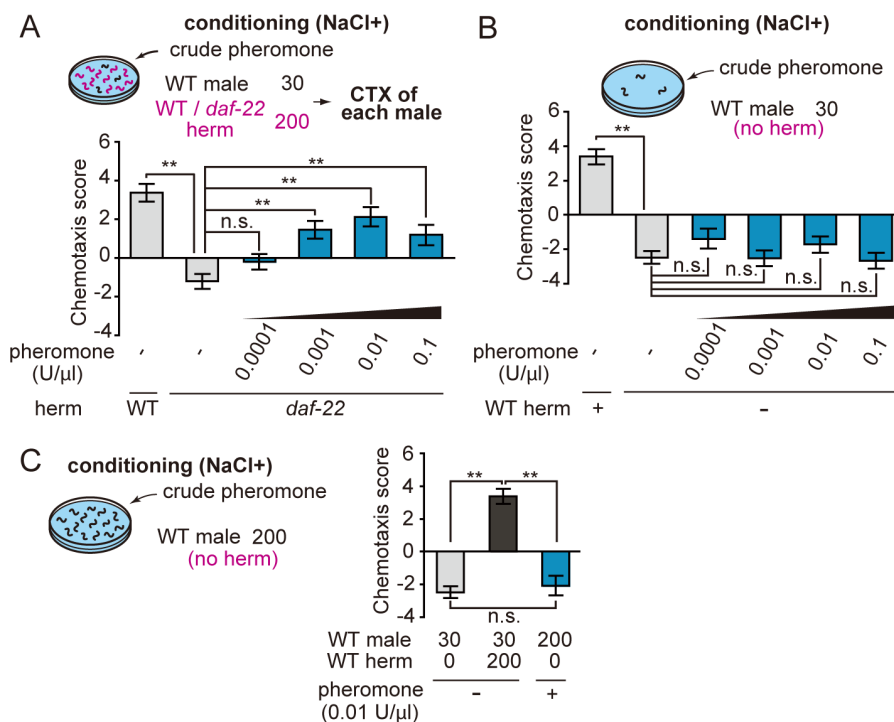 A
conditioning (NaCl+)
crude pheromone
WT male 30
WT / daf-22
herm 200
CTX of
each male
Chemotaxis score
6
4
2
0
-2
-4
**
**
**
**
n.s.
pheromone
(U/μl)
- - 0.0001 0.001 0.01 0.1
herm WT daf-22
B
conditioning (NaCl+)
crude pheromone
WT male 30
(no herm)
Chemotaxis score
6
4
2
0
-2
-4
**
n.s.
n.s.
n.s.
n.s.
pheromone
(U/μl)
- - 0.0001 0.001 0.01 0.1
WT herm + -
C
conditioning (NaCl+)
crude pheromone
WT male 200
(no herm)
Chemotaxis score
6
4
2
0
-2
-4
** **
n.s.
WT male 30 30 200
WT herm 0 200 0
pheromone - +
(0.01 U/μl)